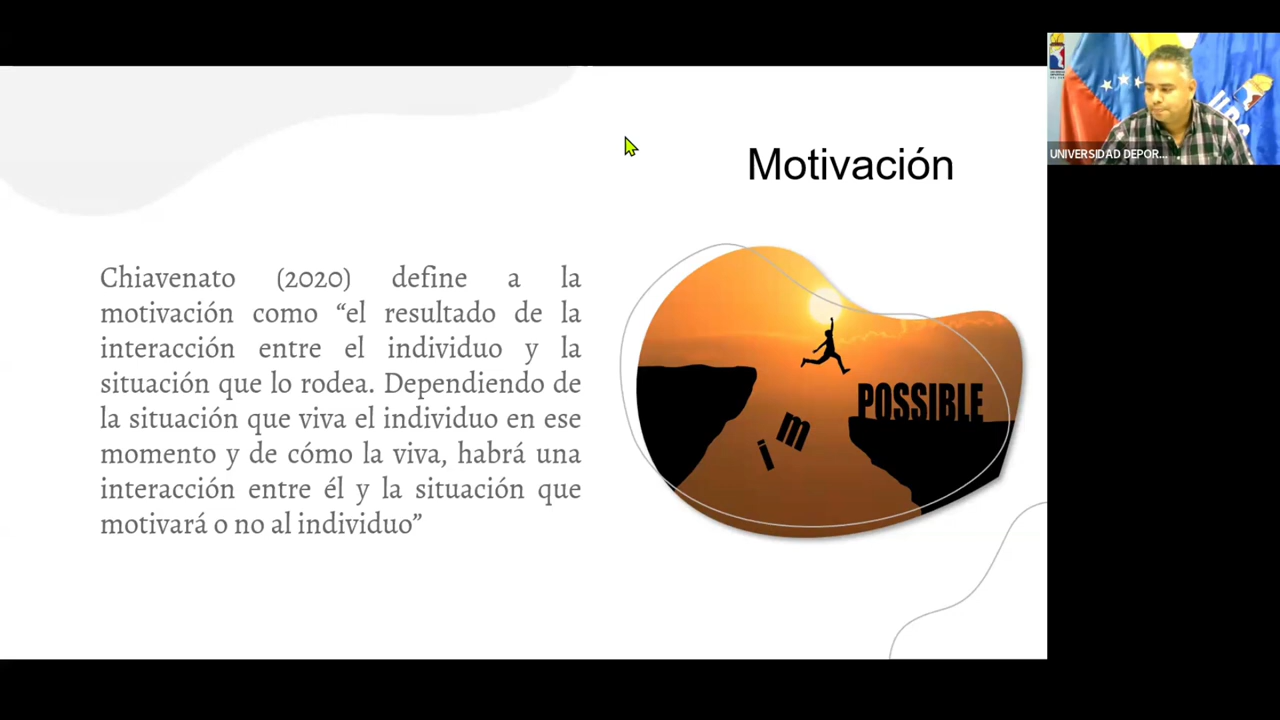 Motivación
Chiavenato (2020) define a la
motivación como “el resultado de la
interacción entre el individuo y la
situación que lo rodea. Dependiendo de
la situación que viva el individuo en ese
momento y de cómo la viva, habrá una
interacción entre él y la situación que
motivará o no al individuo”
im
POSSIBLE
UNIVERSIDAD DEPOR...